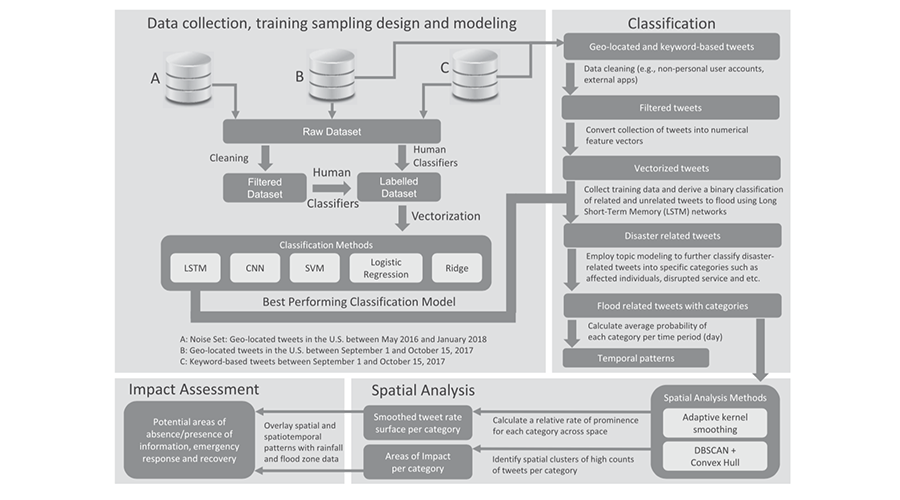 Data collection, training sampling design and modeling
A
B
C
Raw Dataset
Cleaning
Human
Classifiers
Filtered
Dataset
Human
Classifiers
Labelled
Dataset
Vectorization
Classification Methods
LSTM
CNN
SVM
Logistic
Regression
Ridge
Best Performing Classification Model
A: Noise Set: Geo-located tweets in the U.S. between May 2016 and January 2018
B: Geo-located tweets in the U.S. between September 1 and October 15, 2017
C: Keyword-based tweets between September 1 and October 15, 2017
Classification
Geo-located and keyword-based tweets
Data cleaning (e.g., non-personal user accounts,
external apps)
Filtered tweets
Convert collection of tweets into numerical
feature vectors
Vectorized tweets
Collect training data and derive a binary classification
of related and unrelated tweets to flood using Long
Short-Term Memory (LSTM) networks
Disaster related tweets
Employ topic modeling to further classify disaster-
related tweets into specific categories such as
affected individuals, disrupted service and etc.
Flood related tweets with categories
Calculate average probability of
each category per time period (day)
Temporal patterns
Impact Assessment
Potential areas of
absence/presence of
information, emergency
response and recovery
Overlay spatial and
spatiotemporal
patterns with rainfall
and flood zone data
Spatial Analysis
Smoothed tweet rate
surface per category
Areas of Impact
per category
Calculate a relative rate of prominence
for each category across space
Identify spatial clusters of high counts
of tweets per category
Spatial Analysis Methods
Adaptive kernel
smoothing
DBSCAN +
Convex Hull